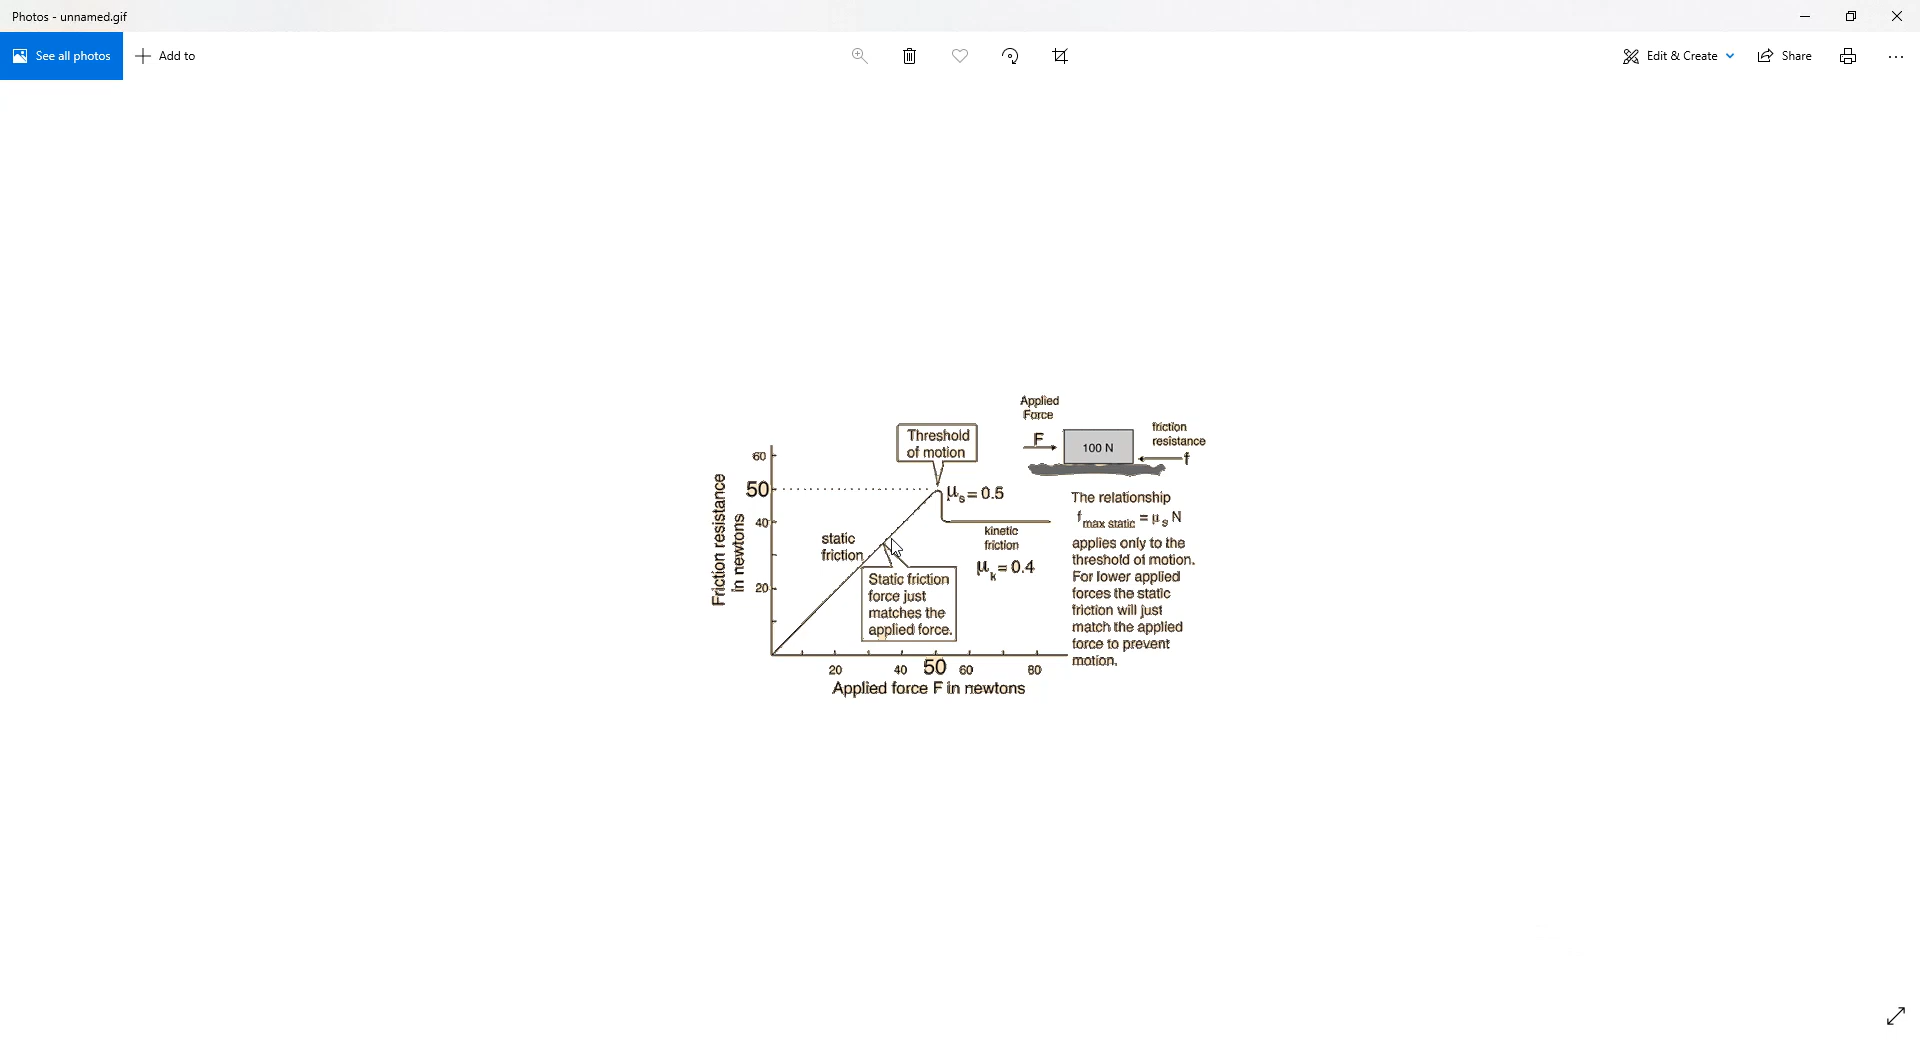 Photos - unnamed.gif
See all photos
Add to
Edit & Create
Share
Applied
Force
F
100 N
friction
resistance
f
Threshold
of motion
60
50
40
20
Friction resistance
in newtons
μs = 0.5
static
friction
kinetic
friction
μk = 0.4
Static friction
force just
matches the
applied force.
20 40 50 60 80
Applied force F in newtons
The relationship
f max static = μs N
applies only to the
threshold of motion.
For lower applied
forces the static
friction will just
match the applied
force to prevent
motion.